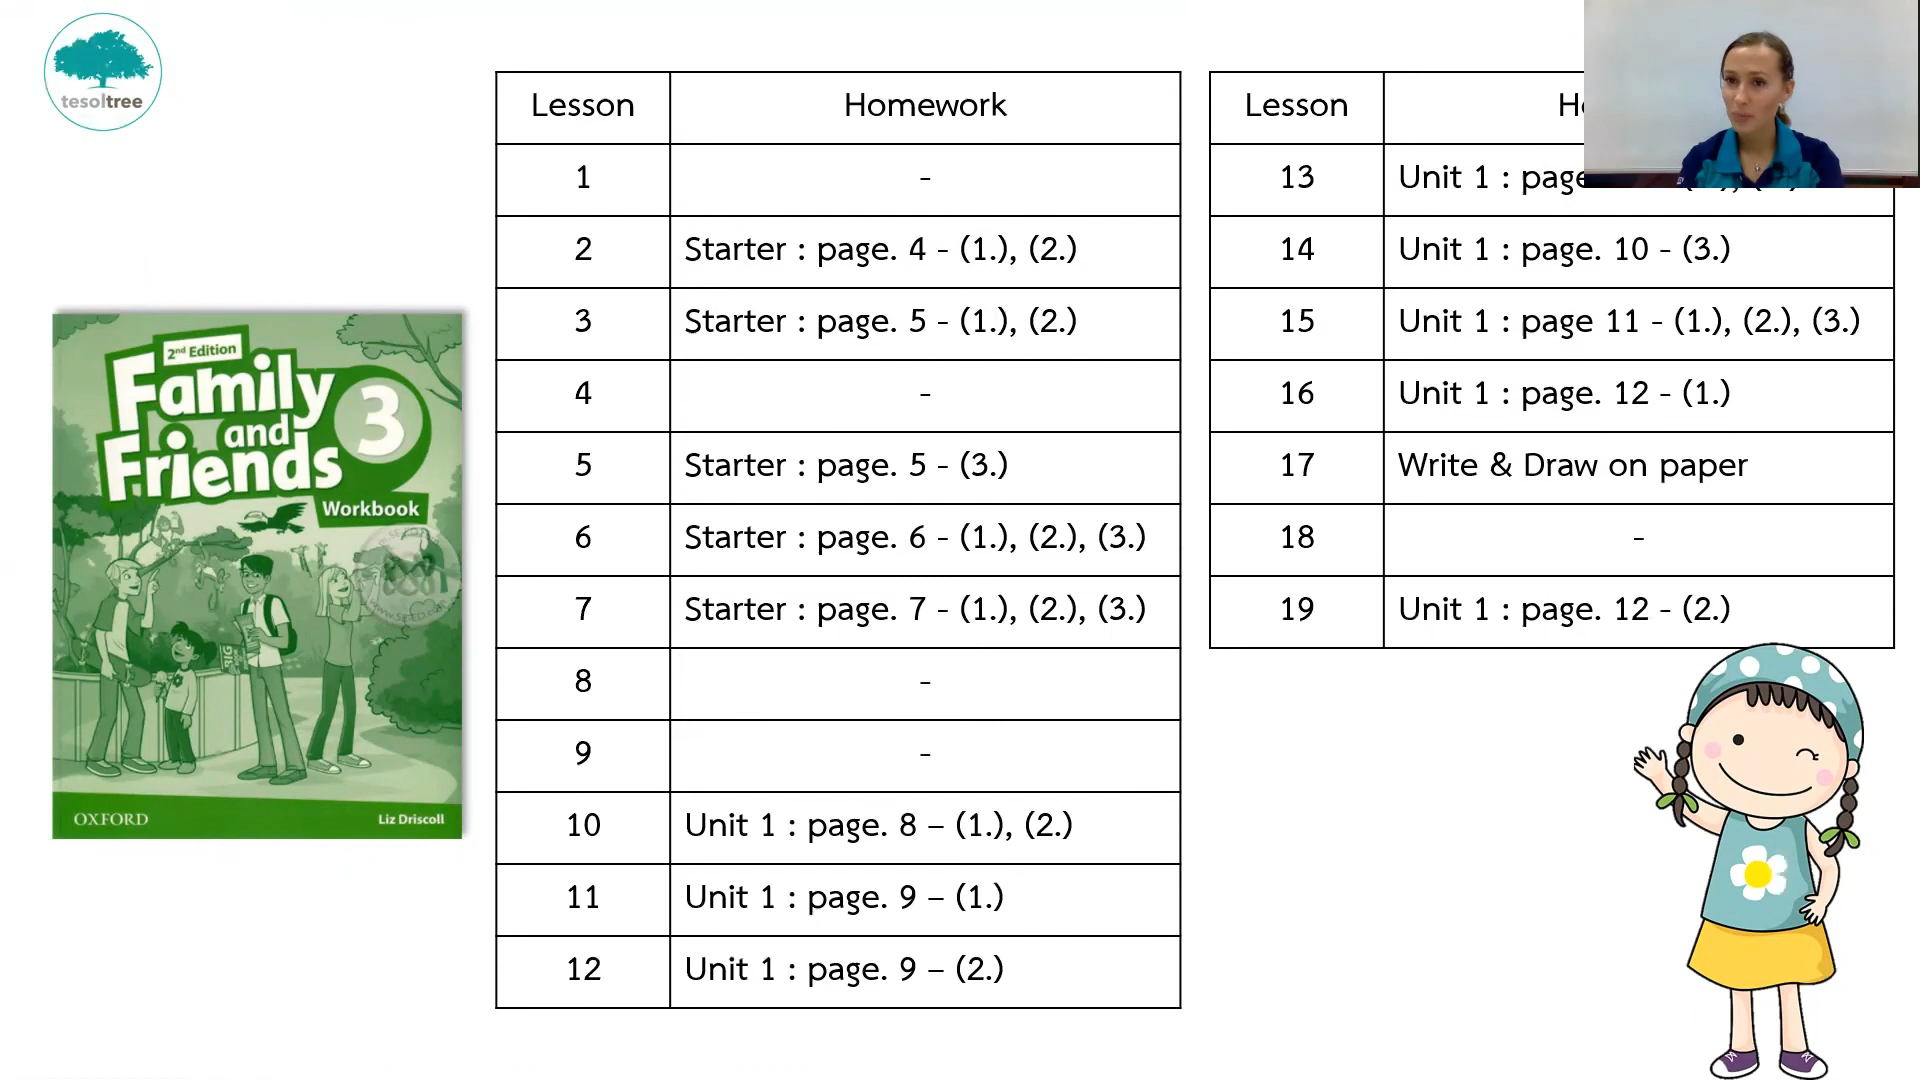 tesoltree
2nd Edition
Family
and
Friends
3
Workbook
OXFORD
Liz Driscoll
Lesson Homework
1 -
2 Starter : page. 4 - (1.), (2.)
3 Starter : page. 5 - (1.), (2.)
4 -
5 Starter : page. 5 - (3.)
6 Starter : page. 6 - (1.), (2.), (3.)
7 Starter : page. 7 - (1.), (2.), (3.)
8 -
9 -
10 Unit 1 : page. 8 – (1.), (2.)
11 Unit 1 : page. 9 – (1.)
12 Unit 1 : page. 9 – (2.)
Lesson
13 Unit 1 : page
14 Unit 1 : page. 10 - (3.)
15 Unit 1 : page 11 - (1.), (2.), (3.)
16 Unit 1 : page. 12 - (1.)
17 Write & Draw on paper
18 -
19 Unit 1 : page. 12 - (2.)